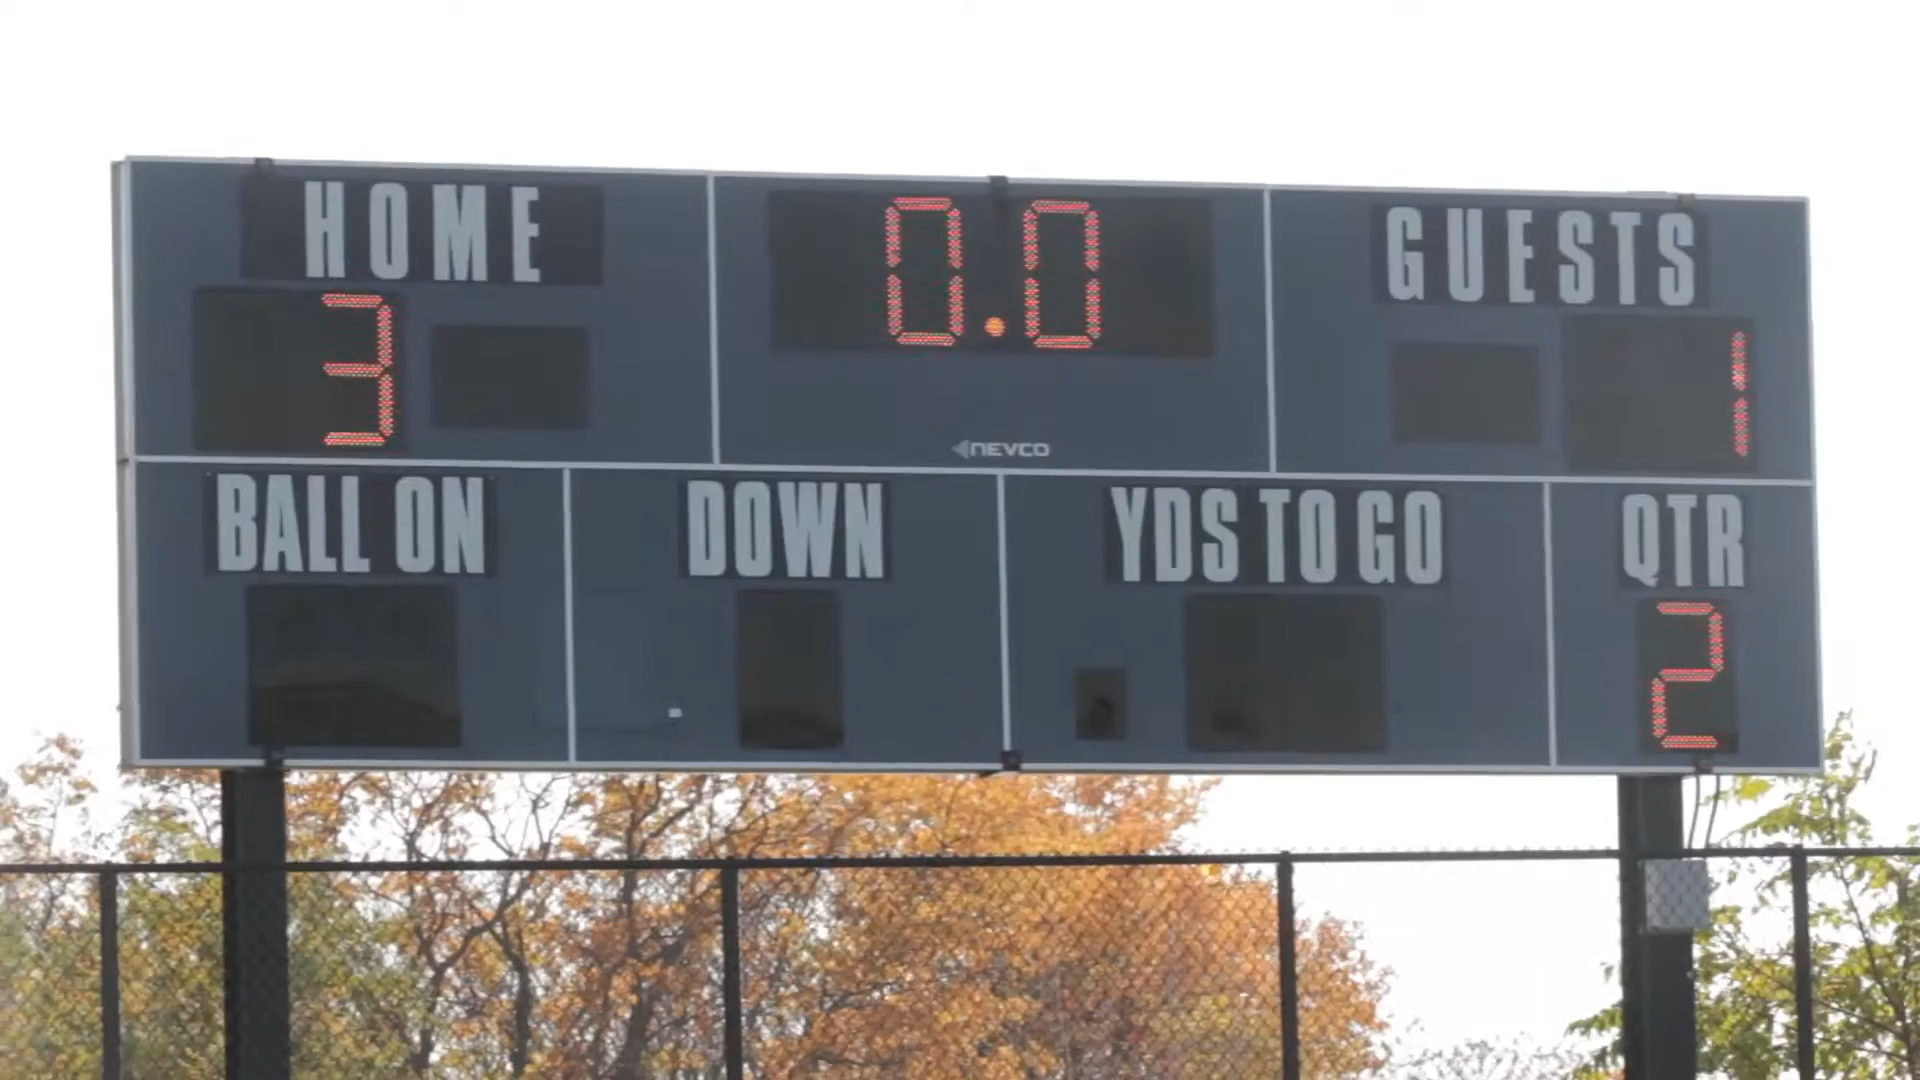 HOME 0.0 GUESTS
3 1
NEVCO
BALL ON DOWN YDS TO GO QTR
2